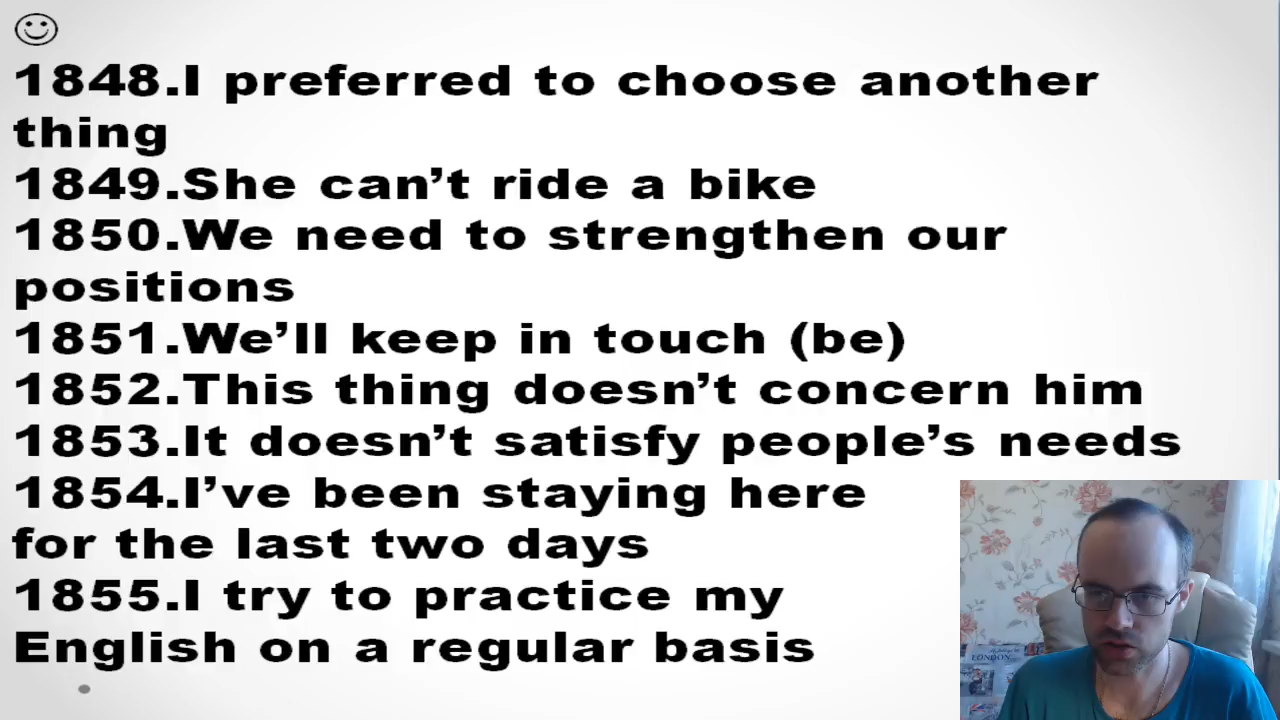 1848.I preferred to choose another
thing
1849.She can’t ride a bike
1850.We need to strengthen our
positions
1851.We’ll keep in touch (be)
1852.This thing doesn’t concern him
1853.It doesn’t satisfy people’s needs
1854.I’ve been staying here
for the last two days
1855.I try to practice my
English on a regular basis
LONDON